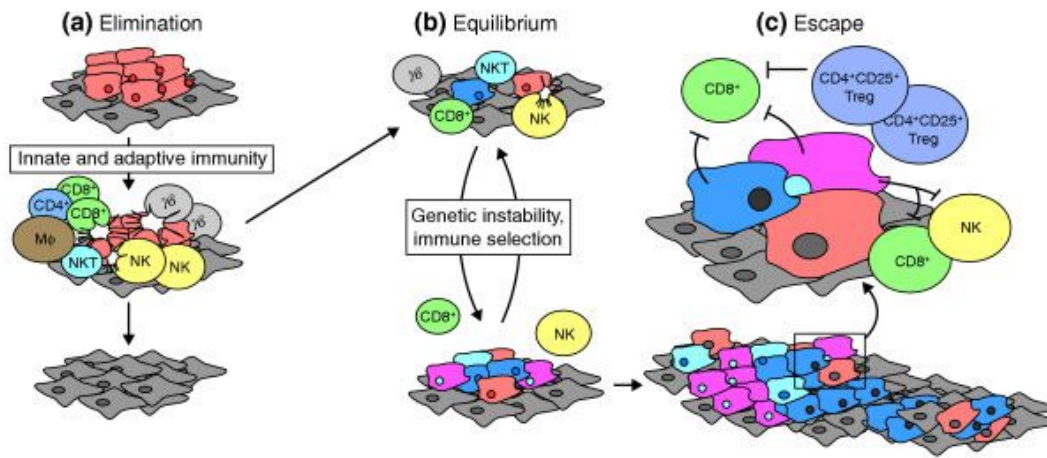 (a) Elimination
Innate and adaptive immunity
CD8⁺
CD4⁺
CD8⁺
γδ
γδ
Mϕ
NKT
NK
NK
(b) Equilibrium
γδ
NKT
CD8⁺
NK
Genetic instability,
immune selection
CD8⁺
NK
(c) Escape
CD8⁺
CD4⁺CD25⁺
Treg
CD4⁺CD25⁺
Treg
NK
CD8⁺